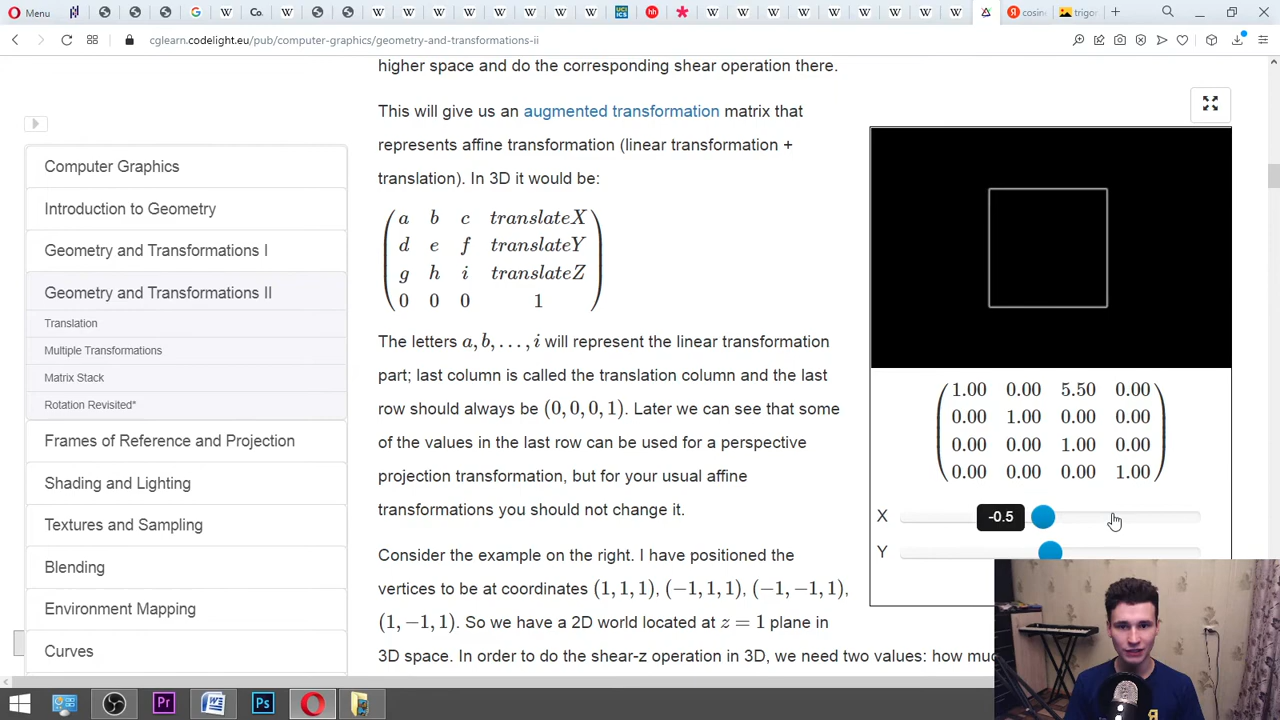 Menu
Co.
UCI
ICS
hh
cosine
trigor
cglearn.codelight.eu/pub/computer-graphics/geometry-and-transformations-ii
higher space and do the corresponding shear operation there.
This will give us an augmented transformation matrix that
represents affine transformation (linear transformation +
translation). In 3D it would be:
a b c translateX
d e f translateY
g h i translateZ
0 0 0 1
The letters a, b, . . . , i will represent the linear transformation
part; last column is called the translation column and the last
row should always be (0, 0, 0, 1). Later we can see that some
of the values in the last row can be used for a perspective
projection transformation, but for your usual affine
transformations you should not change it.
Consider the example on the right. I have positioned the
vertices to be at coordinates (1, 1, 1), (−1, 1, 1), (−1, −1, 1),
(1, −1, 1). So we have a 2D world located at z = 1 plane in
3D space. In order to do the shear-z operation in 3D, we need two values: how muc
Computer Graphics
Introduction to Geometry
Geometry and Transformations I
Geometry and Transformations II
Translation
Multiple Transformations
Matrix Stack
Rotation Revisited*
Frames of Reference and Projection
Shading and Lighting
Textures and Sampling
Blending
Environment Mapping
Curves
1.00 0.00 5.50 0.00
0.00 1.00 0.00 0.00
0.00 0.00 1.00 0.00
0.00 0.00 0.00 1.00
X
-0.5
Y
Pr
W
Ps